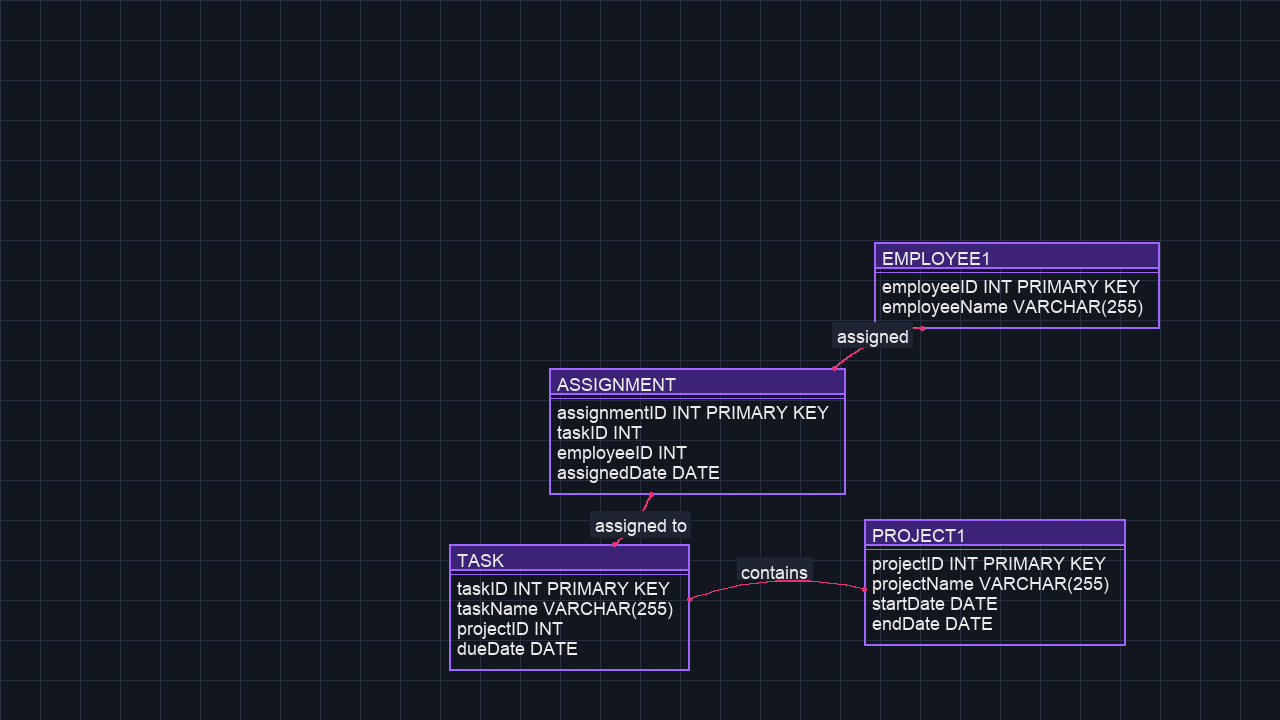 EMPLOYEE1
employeeID INT PRIMARY KEY
employeeName VARCHAR(255)
assigned
ASSIGNMENT
assignmentID INT PRIMARY KEY
taskID INT
employeeID INT
assignedDate DATE
assigned to
TASK
taskID INT PRIMARY KEY
taskName VARCHAR(255)
projectID INT
dueDate DATE
contains
PROJECT1
projectID INT PRIMARY KEY
projectName VARCHAR(255)
startDate DATE
endDate DATE